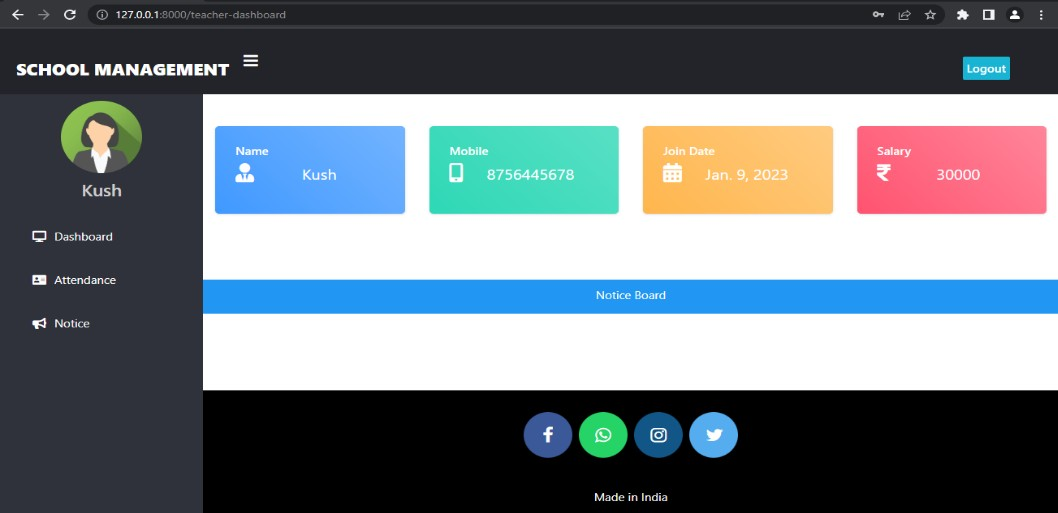 127.0.0.1:8000/teacher-dashboard
SCHOOL MANAGEMENT
Logout
Kush
Dashboard
Attendance
Notice
Name
Kush
Mobile
8756445678
Join Date
Jan. 9, 2023
Salary
30000
Notice Board
Made in India